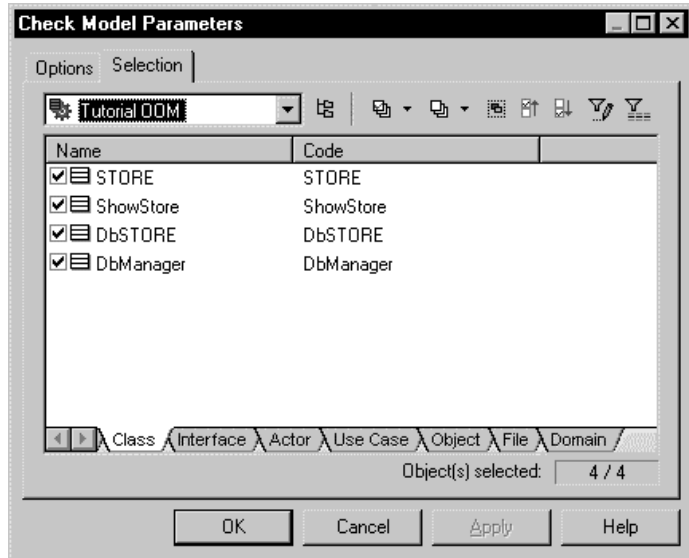 Check Model Parameters
Options Selection
Tutorial OOM
Name Code
STORE STORE
ShowStore ShowStore
DbSTORE DbSTORE
DbManager DbManager
Class Interface Actor Use Case Object File Domain
Object(s) selected: 4 / 4
OK Cancel Apply Help